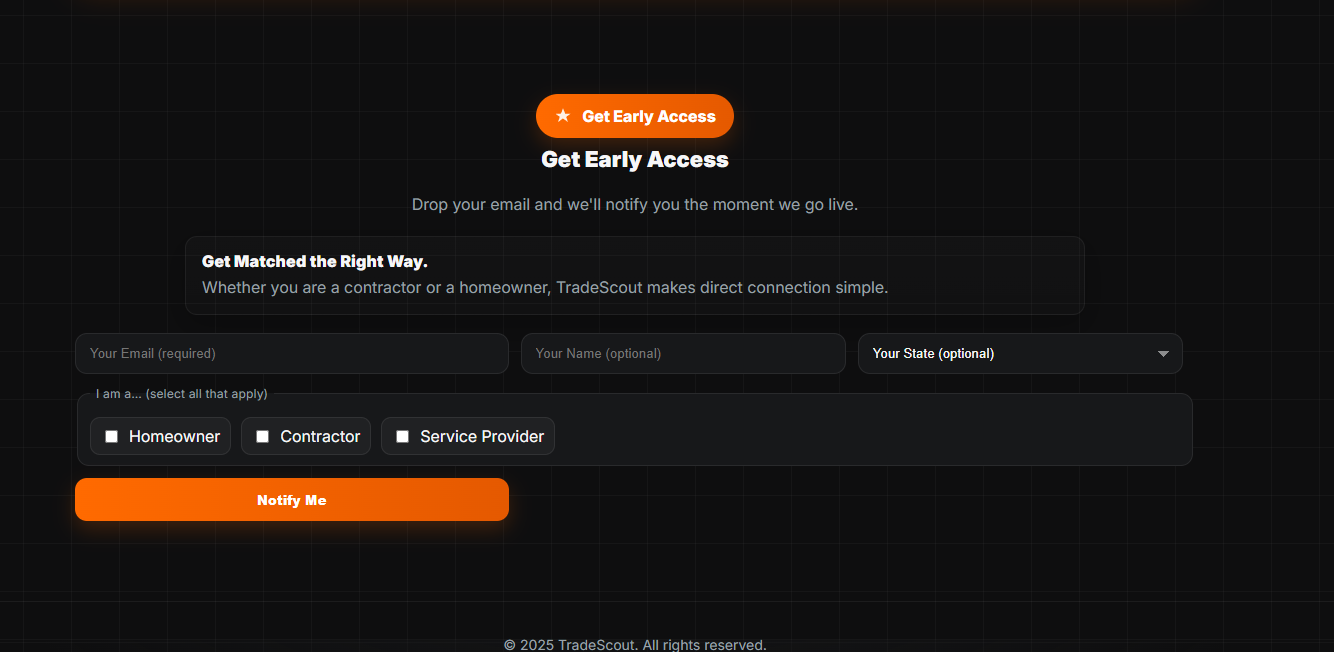 ★ Get Early Access
Get Early Access
Drop your email and we'll notify you the moment we go live.
Get Matched the Right Way.
Whether you are a contractor or a homeowner, TradeScout makes direct connection simple.
Your Email (required)
Your Name (optional)
Your State (optional)
I am a... (select all that apply)
Homeowner
Contractor
Service Provider
Notify Me
© 2025 TradeScout. All rights reserved.